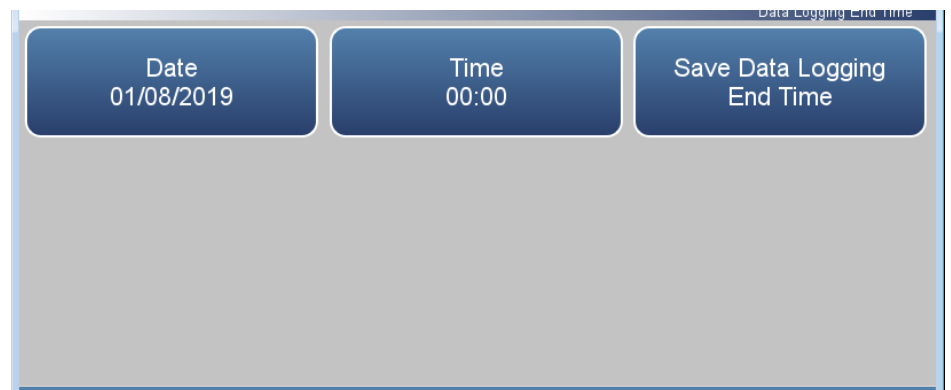 Data Logging End Time
Date
01/08/2019
Time
00:00
Save Data Logging
End Time